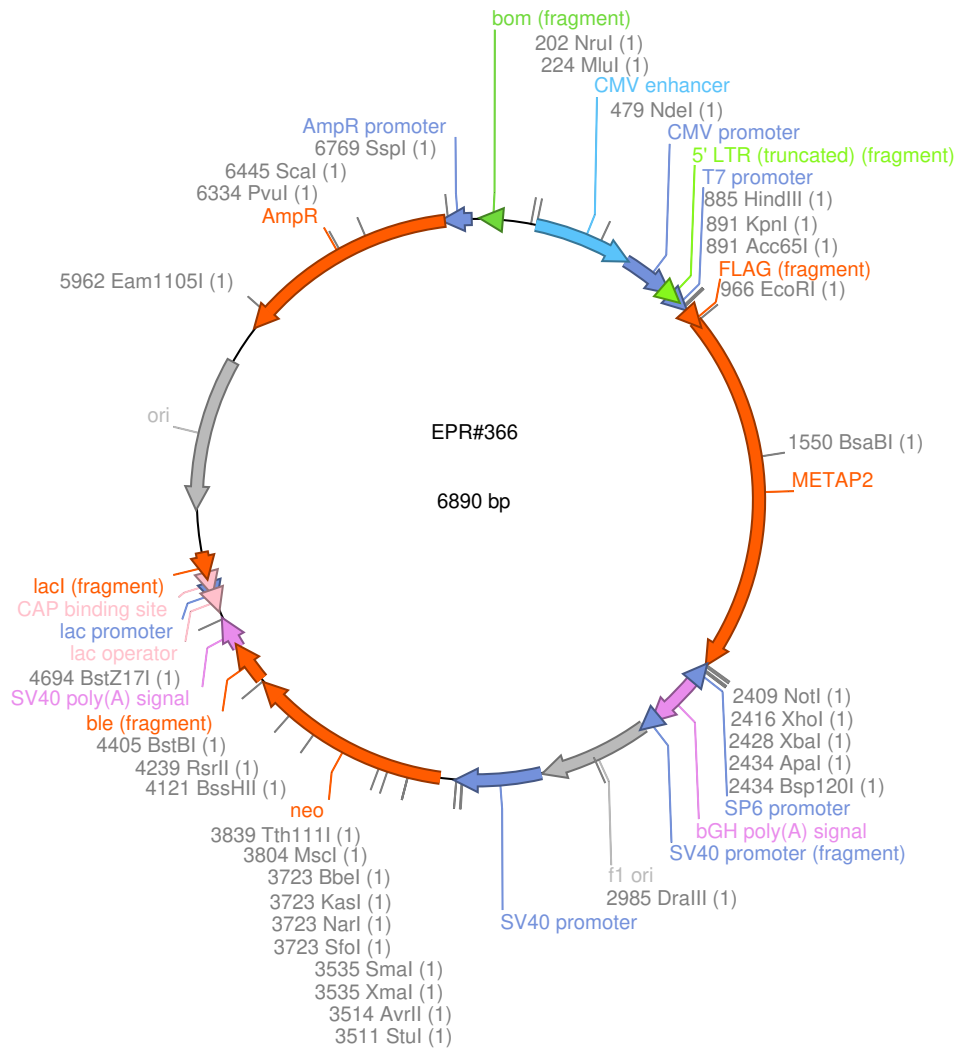 bom (fragment)
202 NruI (1)
224 MluI (1)
CMV enhancer
479 NdeI (1)
AmpR promoter
CMV promoter
6769 SspI (1)
5' LTR (truncated) (fragment)
6445 ScaI (1)
T7 promoter
6334 PvuI (1)
885 HindIII (1)
AmpR
891 KpnI (1)
891 Acc65I (1)
FLAG (fragment)
5962 Eam1105I (1)
966 EcoRI (1)
ori
EPR#366
1550 BsaBI (1)
METAP2
6890 bp
lacI (fragment)
CAP binding site
lac promoter
lac operator
4694 BstZ17I (1)
SV40 poly(A) signal
ble (fragment)
4405 BstBI (1)
4239 RsrII (1)
4121 BssHII (1)
neo
2409 NotI (1)
2416 XhoI (1)
2428 XbaI (1)
2434 ApaI (1)
2434 Bsp120I (1)
SP6 promoter
bGH poly(A) signal
SV40 promoter (fragment)
3839 Tth111I (1)
3804 MscI (1)
3723 BbeI (1)
3723 KasI (1)
3723 NarI (1)
3723 SfoI (1)
3535 SmaI (1)
3535 XmaI (1)
3514 AvrII (1)
3511 StuI (1)
f1 ori
2985 DraIII (1)
SV40 promoter